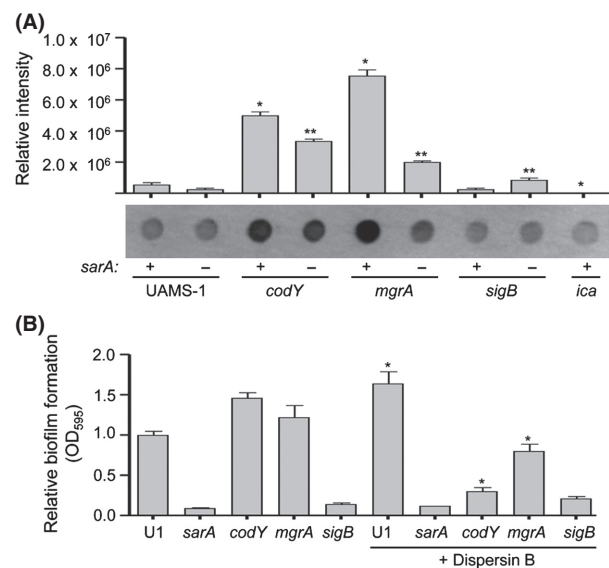 (A)
Relative intensity
1.0 x 10⁷
8.0 x 10⁶
6.0 x 10⁶
4.0 x 10⁶
2.0 x 10⁶
* ** * ** ** *
sarA: + – + – + – + – +
UAMS-1 codY mgrA sigB ica
(B)
Relative biofilm formation
(OD₅₉₅)
2.0
1.5
1.0
0.5
0.0
* * *
U1 sarA codY mgrA sigB U1 sarA codY mgrA sigB
+ Dispersin B